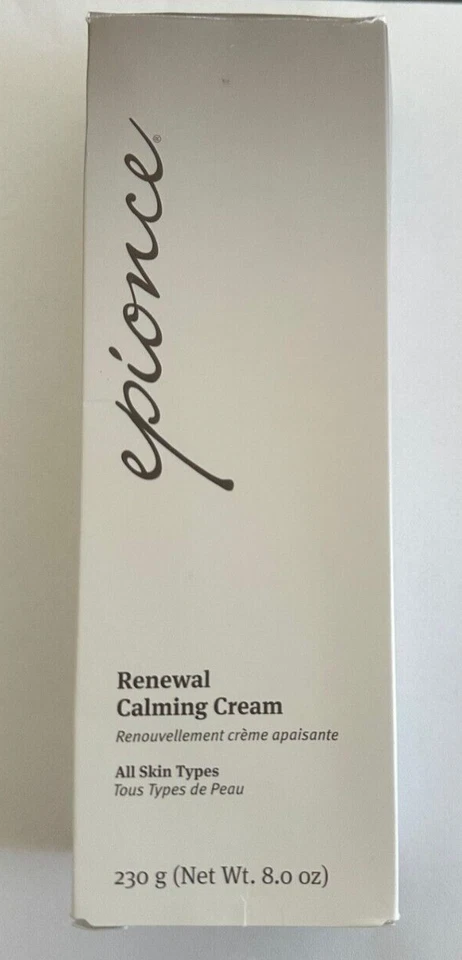 epionce®
Renewal
Calming Cream
Renouvellement crème apaisante
All Skin Types
Tous Types de Peau
230 g (Net Wt. 8.0 oz)